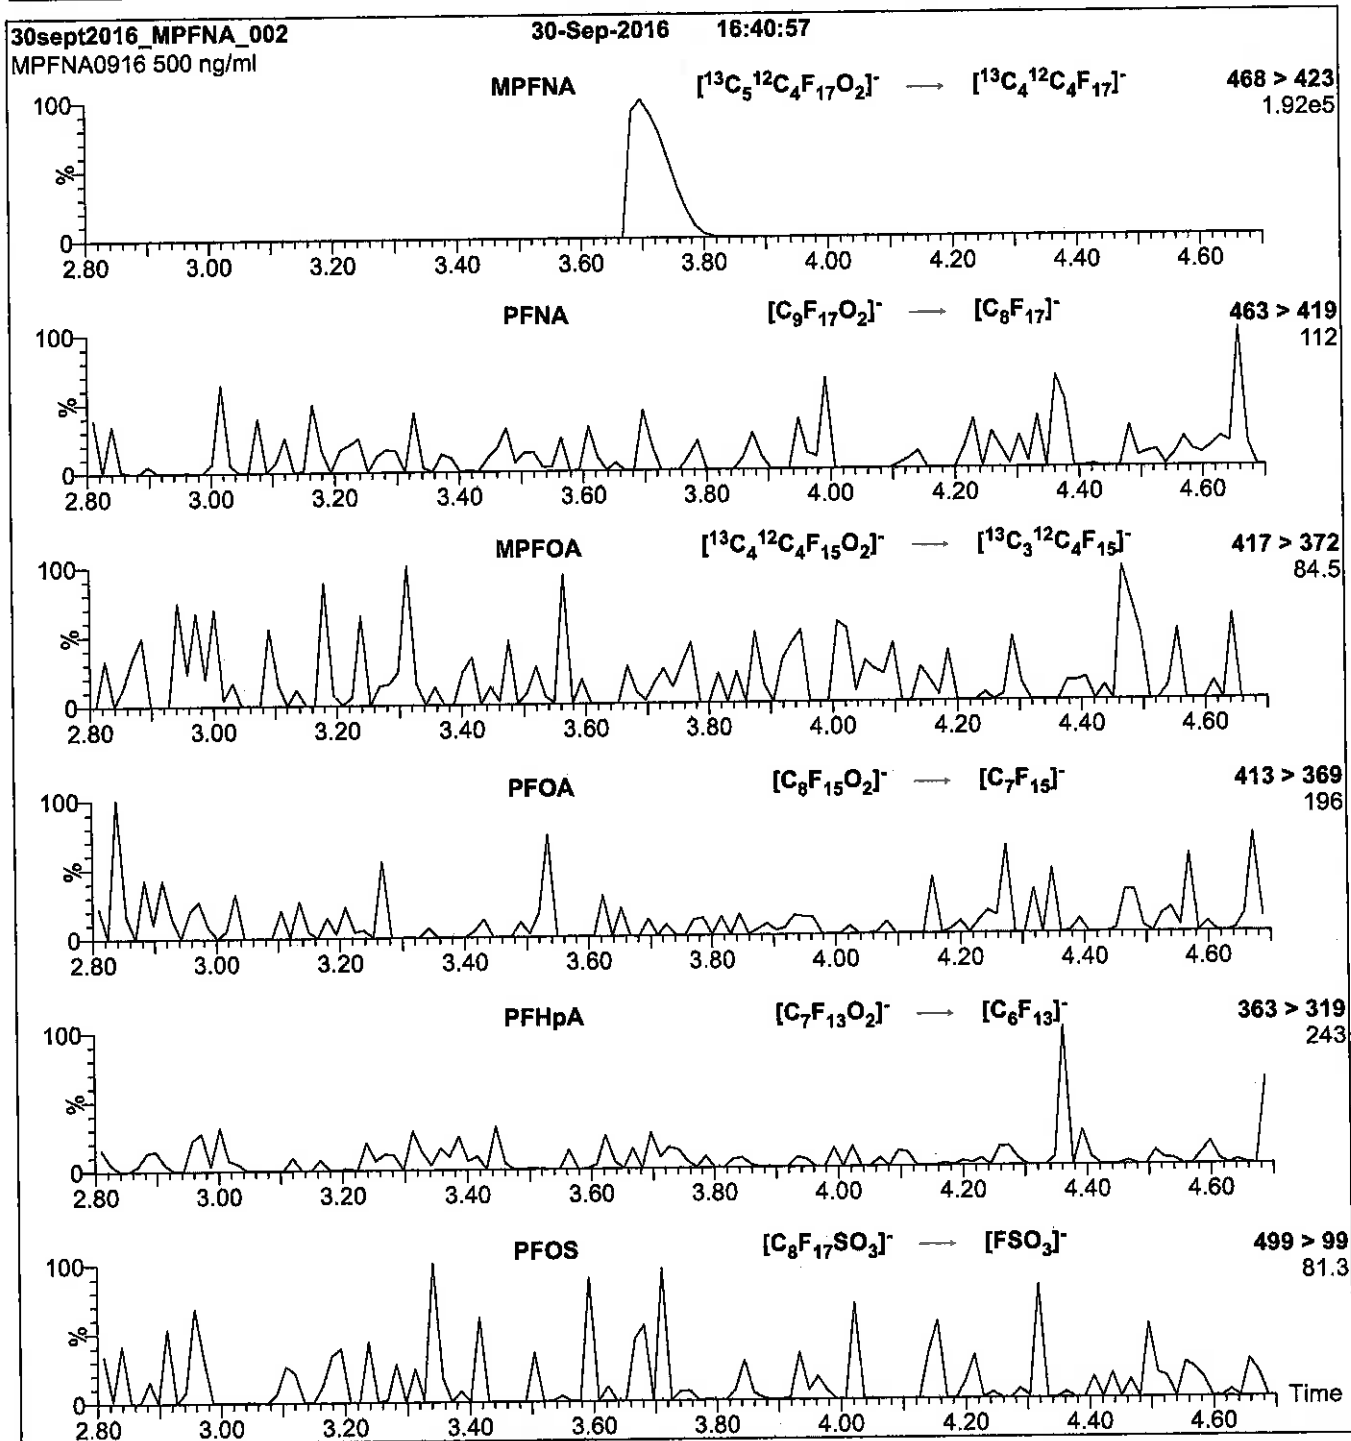 30sept2016_MPFNA_002 30-Sep-2016 16:40:57
MPFNA0916 500 ng/ml
MPFNA [¹³C₅¹²C₄F₁₇O₂]⁻ → [¹³C₄¹²C₄F₁₇]⁻ 468 > 423
1.92e5
100
%
0
2.80 3.00 3.20 3.40 3.60 3.80 4.00 4.20 4.40 4.60
PFNA [C₉F₁₇O₂]⁻ → [C₈F₁₇]⁻ 463 > 419
112
100
%
0
2.80 3.00 3.20 3.40 3.60 3.80 4.00 4.20 4.40 4.60
MPFOA [¹³C₄¹²C₄F₁₅O₂]⁻ → [¹³C₃¹²C₄F₁₅]⁻ 417 > 372
84.5
100
%
0
2.80 3.00 3.20 3.40 3.60 3.80 4.00 4.20 4.40 4.60
PFOA [C₈F₁₅O₂]⁻ → [C₇F₁₅]⁻ 413 > 369
196
100
%
0
2.80 3.00 3.20 3.40 3.60 3.80 4.00 4.20 4.40 4.60
PFHpA [C₇F₁₃O₂]⁻ → [C₆F₁₃]⁻ 363 > 319
243
100
%
0
2.80 3.00 3.20 3.40 3.60 3.80 4.00 4.20 4.40 4.60
PFOS [C₈F₁₇SO₃]⁻ → [FSO₃]⁻ 499 > 99
81.3
100
%
0 Time
2.80 3.00 3.20 3.40 3.60 3.80 4.00 4.20 4.40 4.60